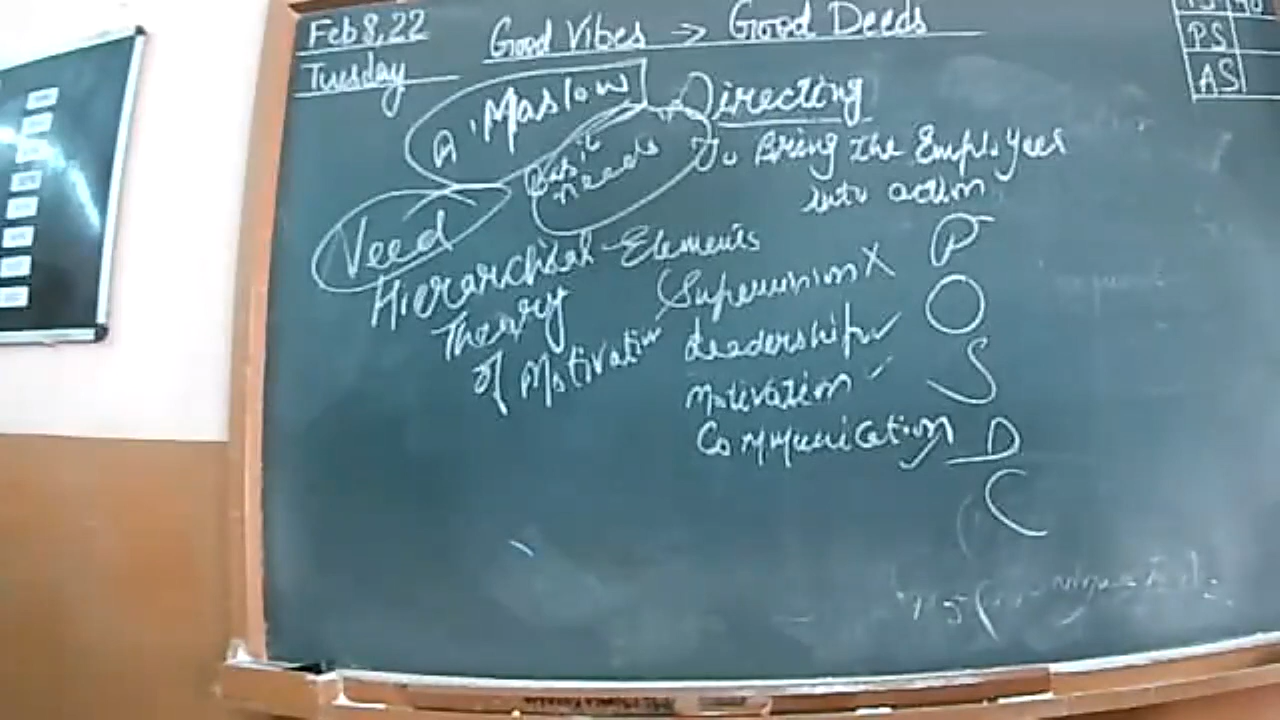 Feb 8, 22
Tuesday
Good Vibes → Good Deeds
PS
AS
A. Maslow
Basic
needs
Directing
To Bring the Employees
into action
Need
Hierarchical
Theory
of Motivation
Elements
Supervision X
Leadership ✓
Motivation ✓
Communication ✓
P
O
S
D
C